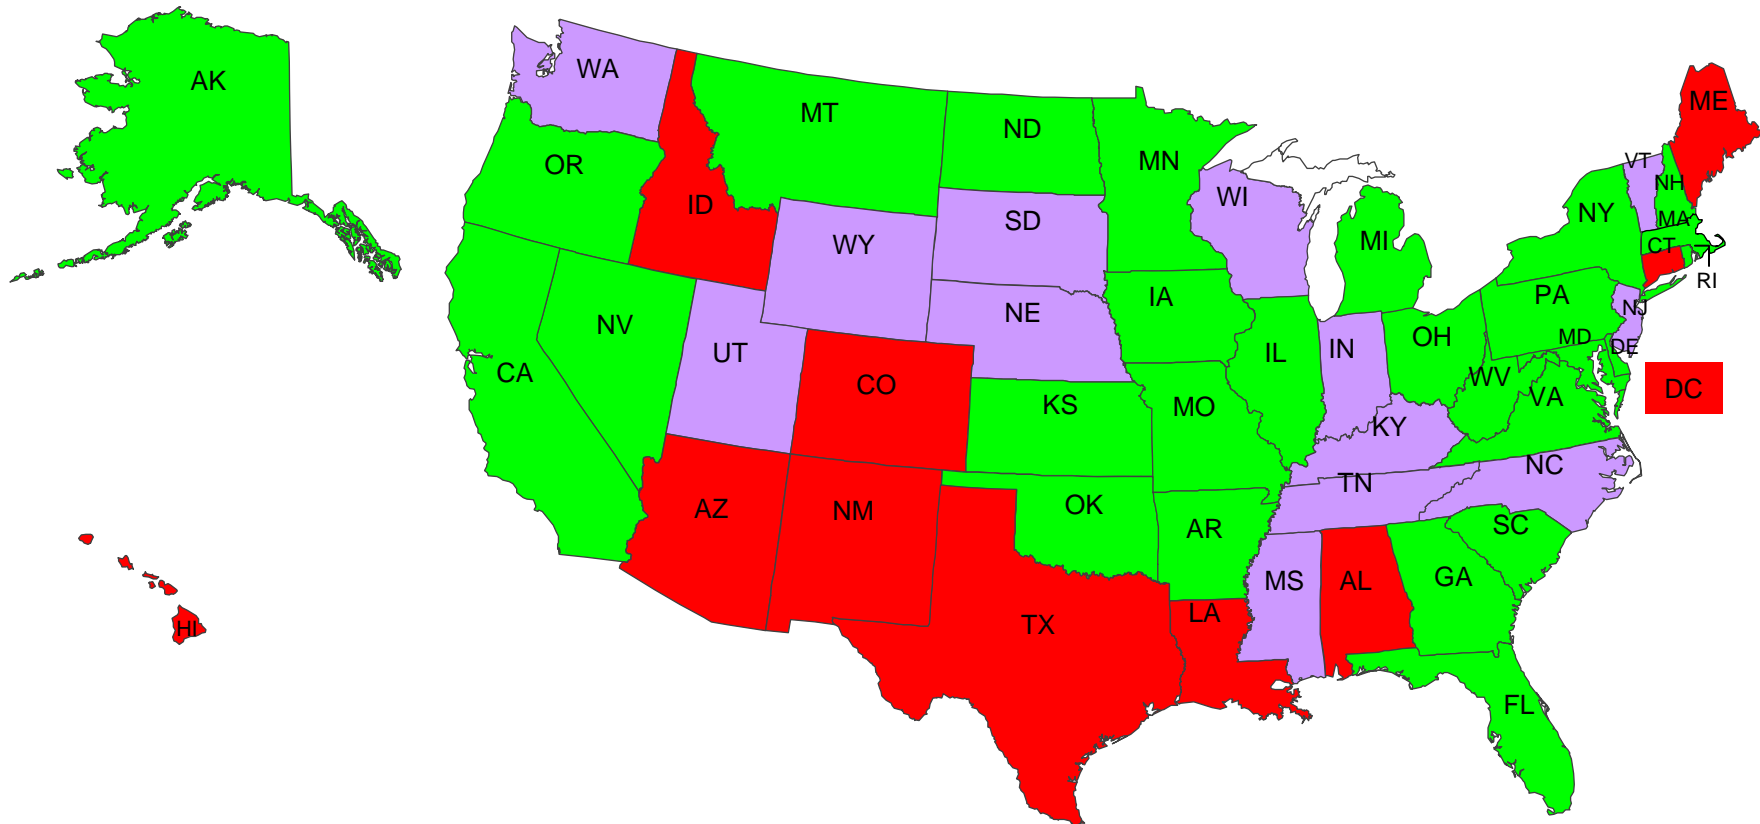 AK
WA
MT
ND
MN
ME
OR
ID
WY
SD
WI
MI
VT
NH
NY
MA
CT
RI
NV
UT
NE
IA
PA
NJ
CA
CO
KS
MO
IL
IN
OH
MD
DE
WV
VA
DC
KY
AZ
NM
OK
AR
TN
NC
SC
TX
LA
MS
AL
GA
FL
HI